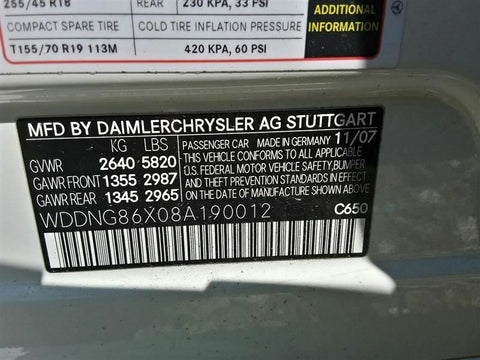 255/45 R18 REAR 230 KPA, 33 PSI
COMPACT SPARE TIRE COLD TIRE INFLATION PRESSURE
T155/70 R19 113M 420 KPA, 60 PSI
ADDITIONAL
INFORMATION
MFD BY DAIMLERCHRYSLER AG STUTTGART
KG LBS
GVWR 2640 5820
GAWR FRONT 1355 2987
GAWR REAR 1345 2965
PASSENGER CAR MADE IN GERMANY 11/07
THIS VEHICLE CONFORMS TO ALL APPLICABLE
U.S. FEDERAL MOTOR VEHICLE SAFETY, BUMPER
AND THEFT PREVENTION STANDARDS IN EFFECT
ON THE DATE OF MANUFACTURE SHOWN ABOVE
WDDNG86X08A190012 C650